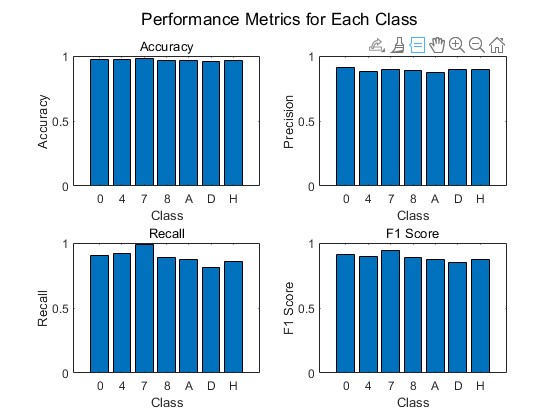 Performance Metrics for Each Class
Accuracy
1
0.5
0
Accuracy
0 4 7 8 A D H
Class
1
0.5
0
Precision
0 4 7 8 A D H
Class
Recall
1
0.5
0
Recall
0 4 7 8 A D H
Class
F1 Score
1
0.5
0
F1 Score
0 4 7 8 A D H
Class